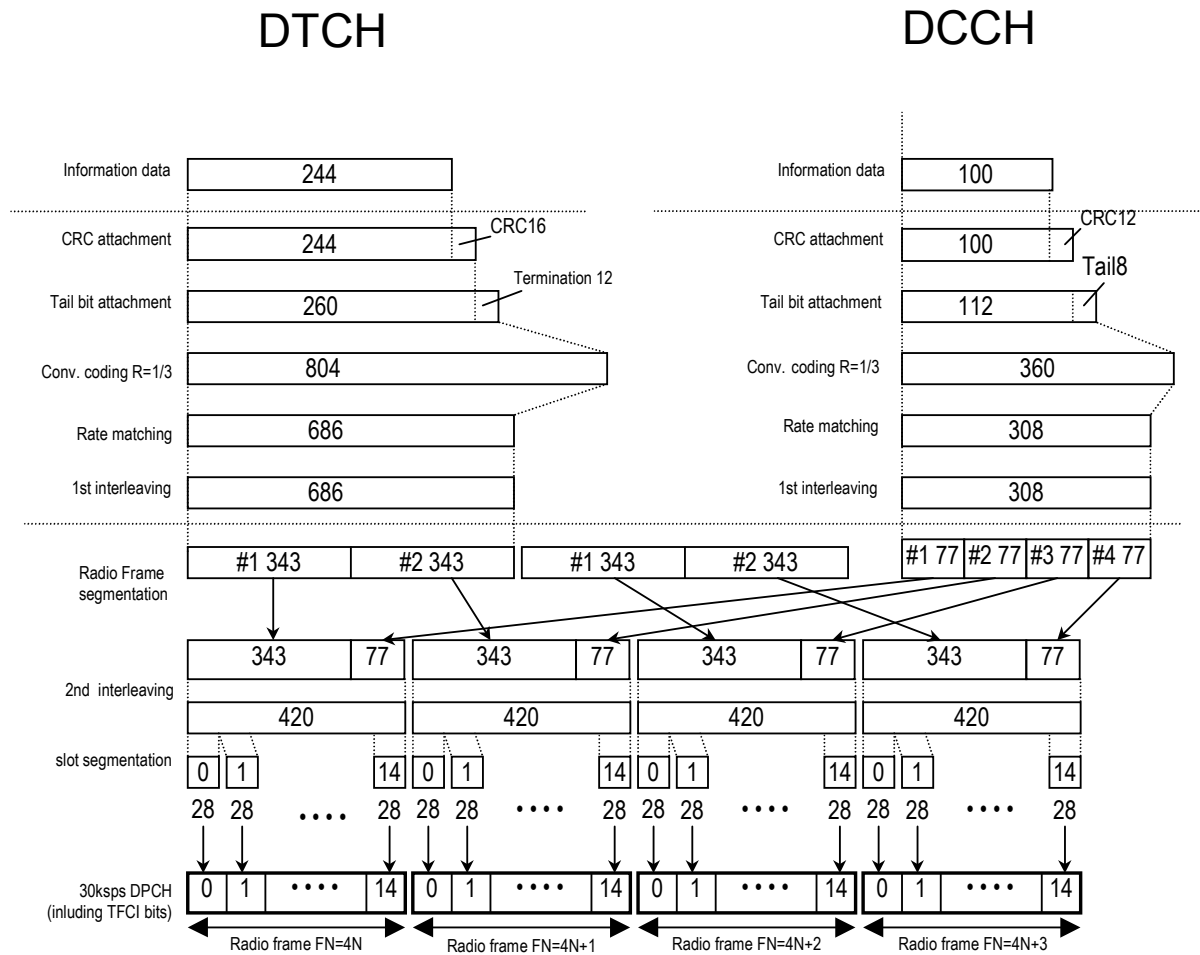 DTCH DCCH
Information data 244 Information data 100
CRC attachment 244 CRC16 CRC attachment 100 CRC12
Tail bit attachment 260 Termination 12 Tail bit attachment 112 Tail8
Conv. coding R=1/3 804 Conv. coding R=1/3 360
Rate matching 686 Rate matching 308
1st interleaving 686 1st interleaving 308
Radio Frame segmentation #1 343 #2 343 #1 343 #2 343 #1 77 #2 77 #3 77 #4 77
343 77 343 77 343 77 343 77
2nd interleaving
420 420 420 420
slot segmentation 0 1 14 0 1 14 0 1 14 0 1 14
28 28 •••• 28 28 28 •••• 28 28 28 •••• 28 28 28 •••• 28
30ksps DPCH (inluding TFCI bits) 0 1 •••• 14 0 1 •••• 14 0 1 •••• 14 0 1 •••• 14
Radio frame FN=4N Radio frame FN=4N+1 Radio frame FN=4N+2 Radio frame FN=4N+3